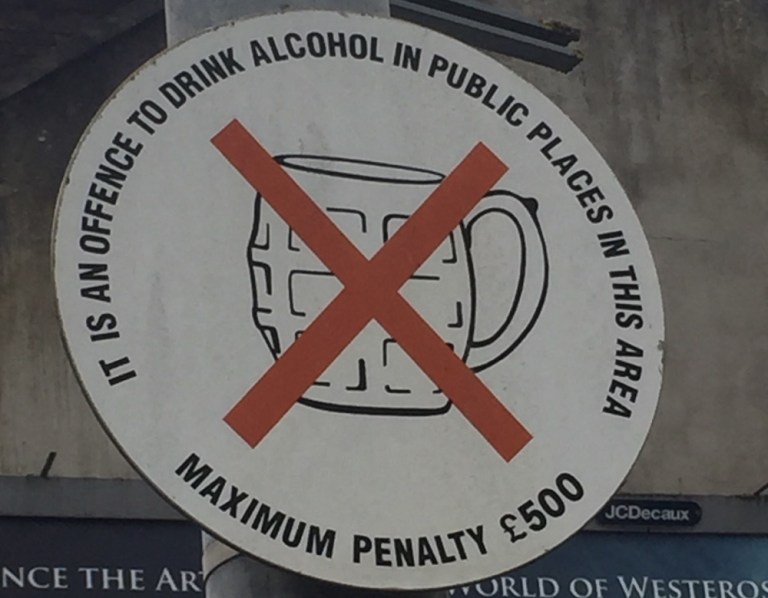 IT IS AN OFFENCE TO DRINK ALCOHOL IN PUBLIC PLACES IN THIS AREA
MAXIMUM PENALTY £500
JCDecaux
NCE THE AR
WORLD OF WESTEROS